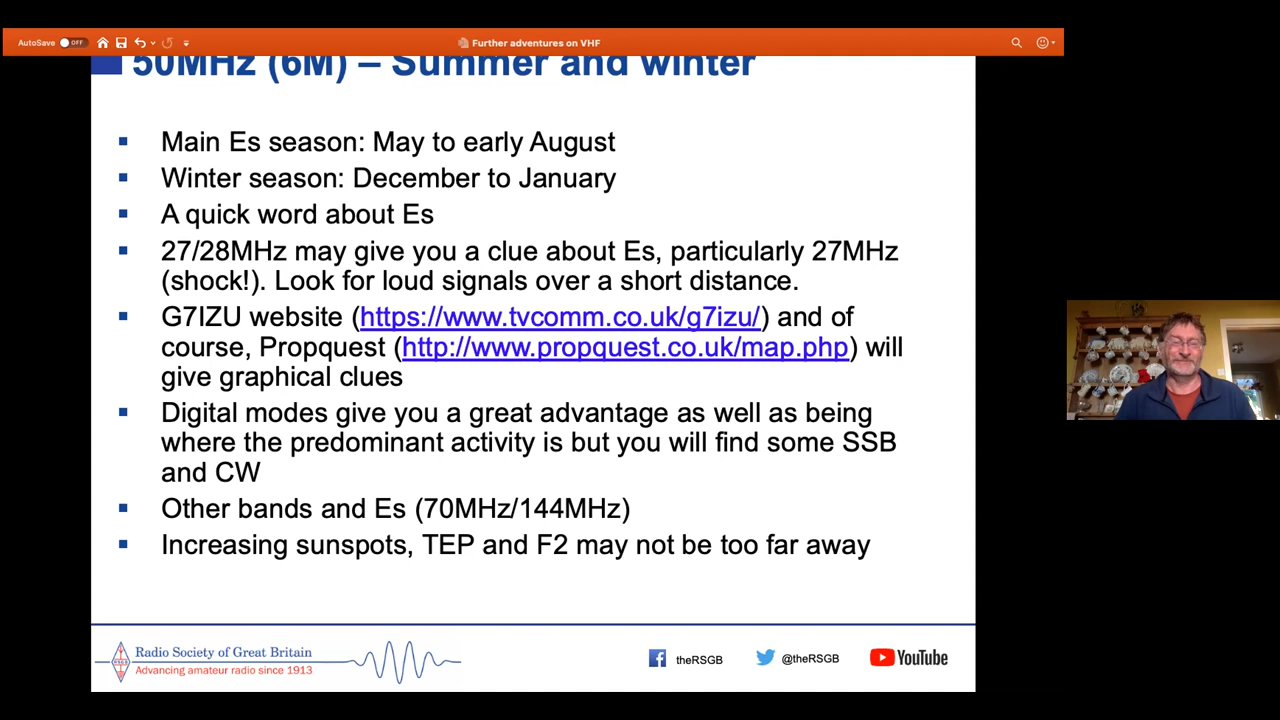 AutoSave OFF
Further adventures on VHF
50MHz (6M) – Summer and winter
Main Es season: May to early August
Winter season: December to January
A quick word about Es
27/28MHz may give you a clue about Es, particularly 27MHz
(shock!). Look for loud signals over a short distance.
G7IZU website (https://www.tvcomm.co.uk/g7izu/) and of
course, Propquest (http://www.propquest.co.uk/map.php) will
give graphical clues
Digital modes give you a great advantage as well as being
where the predominant activity is but you will find some SSB
and CW
Other bands and Es (70MHz/144MHz)
Increasing sunspots, TEP and F2 may not be too far away
RSGB
Radio Society of Great Britain
Advancing amateur radio since 1913
theRSGB
@theRSGB
YouTube